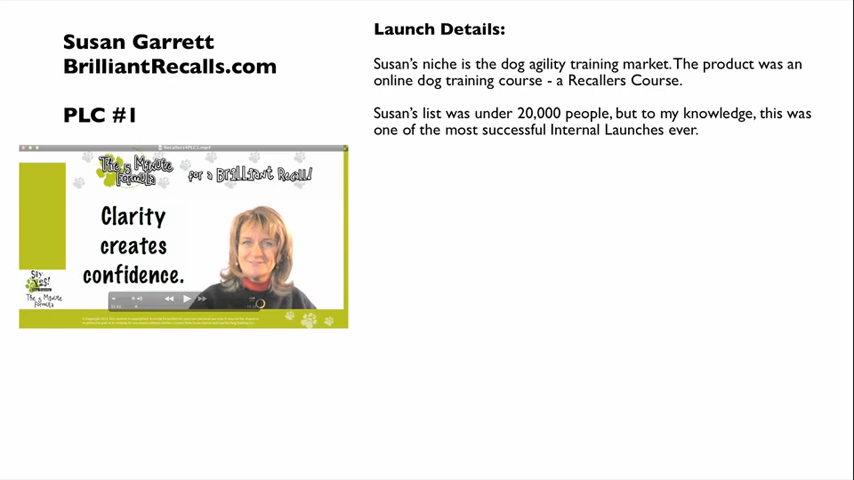 Susan Garrett
BrilliantRecalls.com
PLC #1
Launch Details:
Susan's niche is the dog agility training market. The product was an
online dog training course - a Recallers Course.
Susan's list was under 20,000 people, but to my knowledge, this was
one of the most successful Internal Launches ever.
The 5 Minute
Formula
for a Brilliant Recall!
Clarity
creates
confidence.
Say
Yes!
The 5 Minute
Formula